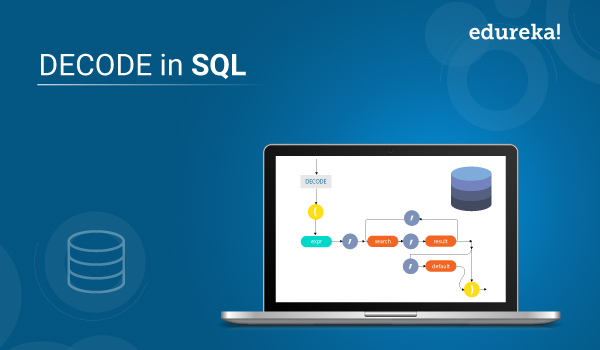 edureka!
DECODE in SQL
DECODE
(
expr , search , result
,
, default
)